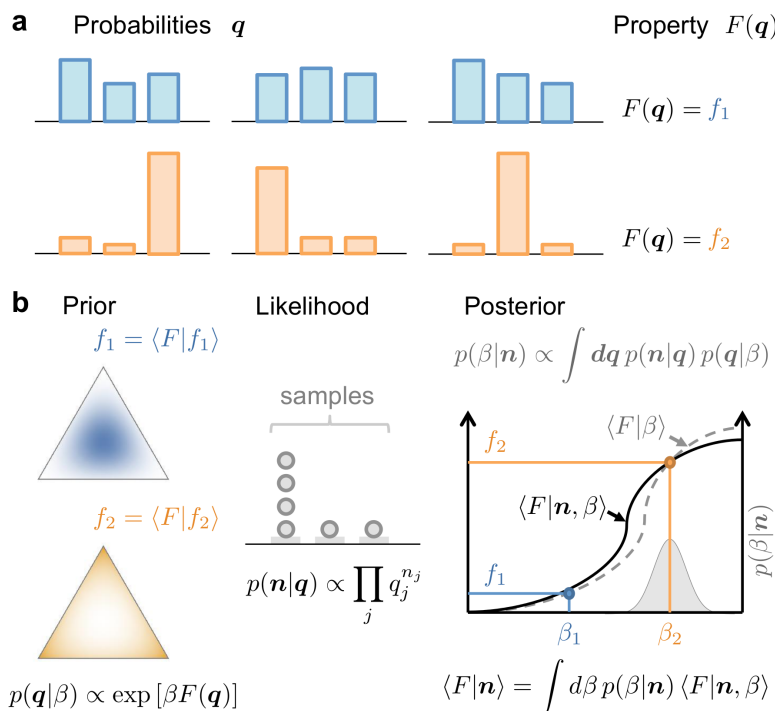 a Probabilities q Property F(q)
F(q) = f₁
F(q) = f₂
b Prior Likelihood Posterior
f₁ = ⟨F|f₁⟩
p(β|n) ∝ ∫ dq p(n|q) p(q|β)
samples
⟨F|β⟩
f₂
f₂ = ⟨F|f₂⟩
⟨F|n, β⟩
p(β|n)
f₁
p(n|q) ∝ ∏ⱼ qⱼ^{nⱼ}
β₁ β₂
p(q|β) ∝ exp [βF(q)]
⟨F|n⟩ = ∫ dβ p(β|n) ⟨F|n, β⟩